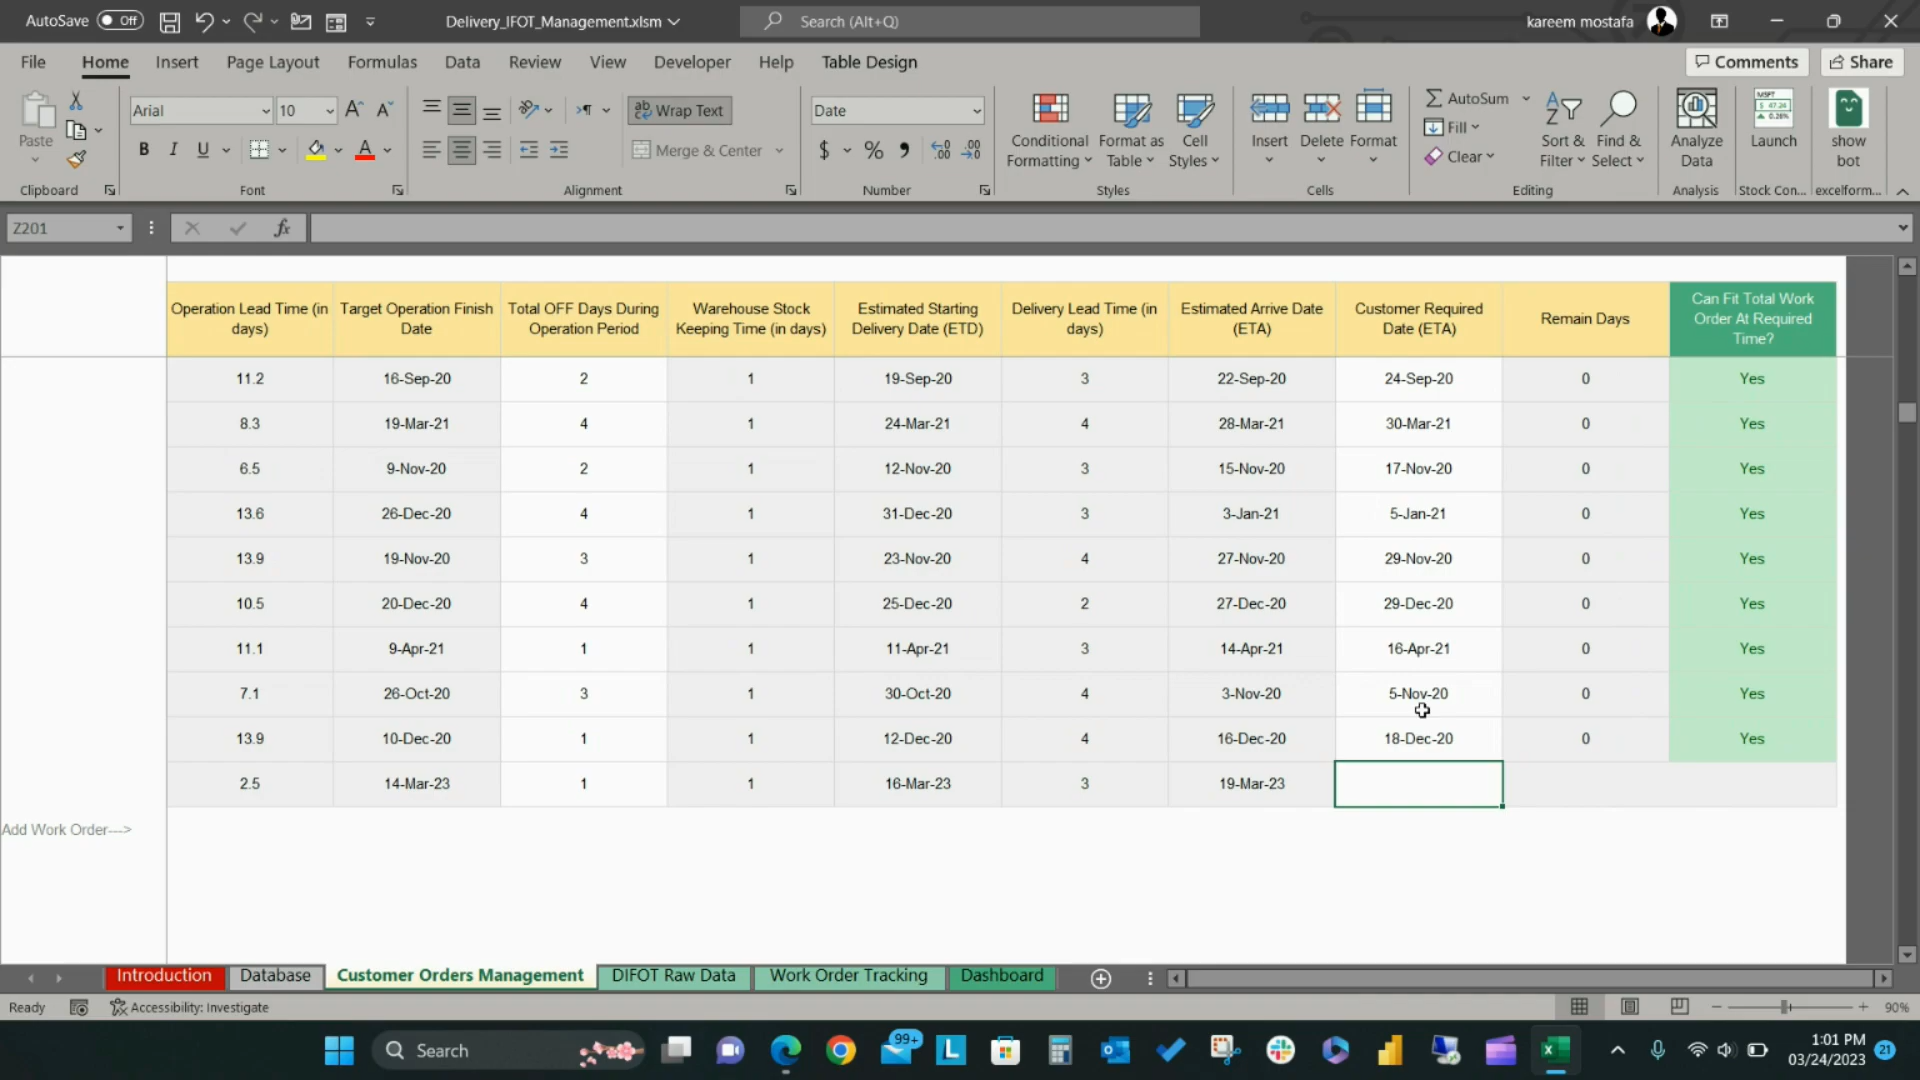 AutoSave Off
Delivery_IFOT_Management.xlsm
Search (Alt+Q)
kareem mostafa
File Home Insert Page Layout Formulas Data Review View Developer Help Table Design
Comments Share
Paste
Arial 10
Wrap Text
Date
Conditional Formatting
Format as Table
Cell Styles
Insert Delete Format
AutoSum
Fill
Clear
Sort & Filter
Find & Select
Analyze Data
MSFT
$ 47.24
▲ 0.28%
Launch
show bot
B I U A
Merge & Center
$ % 9
Clipboard Font Alignment Number Styles Cells Editing Analysis Stock Con... excelform...
Z201 fx
Operation Lead Time (in days)
Target Operation Finish Date
Total OFF Days During Operation Period
Warehouse Stock Keeping Time (in days)
Estimated Starting Delivery Date (ETD)
Delivery Lead Time (in days)
Estimated Arrive Date (ETA)
Customer Required Date (ETA)
Remain Days
Can Fit Total Work Order At Required Time?
11.2 16-Sep-20 2 1 19-Sep-20 3 22-Sep-20 24-Sep-20 0 Yes
8.3 19-Mar-21 4 1 24-Mar-21 4 28-Mar-21 30-Mar-21 0 Yes
6.5 9-Nov-20 2 1 12-Nov-20 3 15-Nov-20 17-Nov-20 0 Yes
13.6 26-Dec-20 4 1 31-Dec-20 3 3-Jan-21 5-Jan-21 0 Yes
13.9 19-Nov-20 3 1 23-Nov-20 4 27-Nov-20 29-Nov-20 0 Yes
10.5 20-Dec-20 4 1 25-Dec-20 2 27-Dec-20 29-Dec-20 0 Yes
11.1 9-Apr-21 1 1 11-Apr-21 3 14-Apr-21 16-Apr-21 0 Yes
7.1 26-Oct-20 3 1 30-Oct-20 4 3-Nov-20 5-Nov-20 0 Yes
13.9 10-Dec-20 1 1 12-Dec-20 4 16-Dec-20 18-Dec-20 0 Yes
2.5 14-Mar-23 1 1 16-Mar-23 3 19-Mar-23
Add Work Order--->
Introduction Database Customer Orders Management DIFOT Raw Data Work Order Tracking Dashboard
Ready Accessibility: Investigate 90%
Search
99+
L
1:01 PM
03/24/2023
21